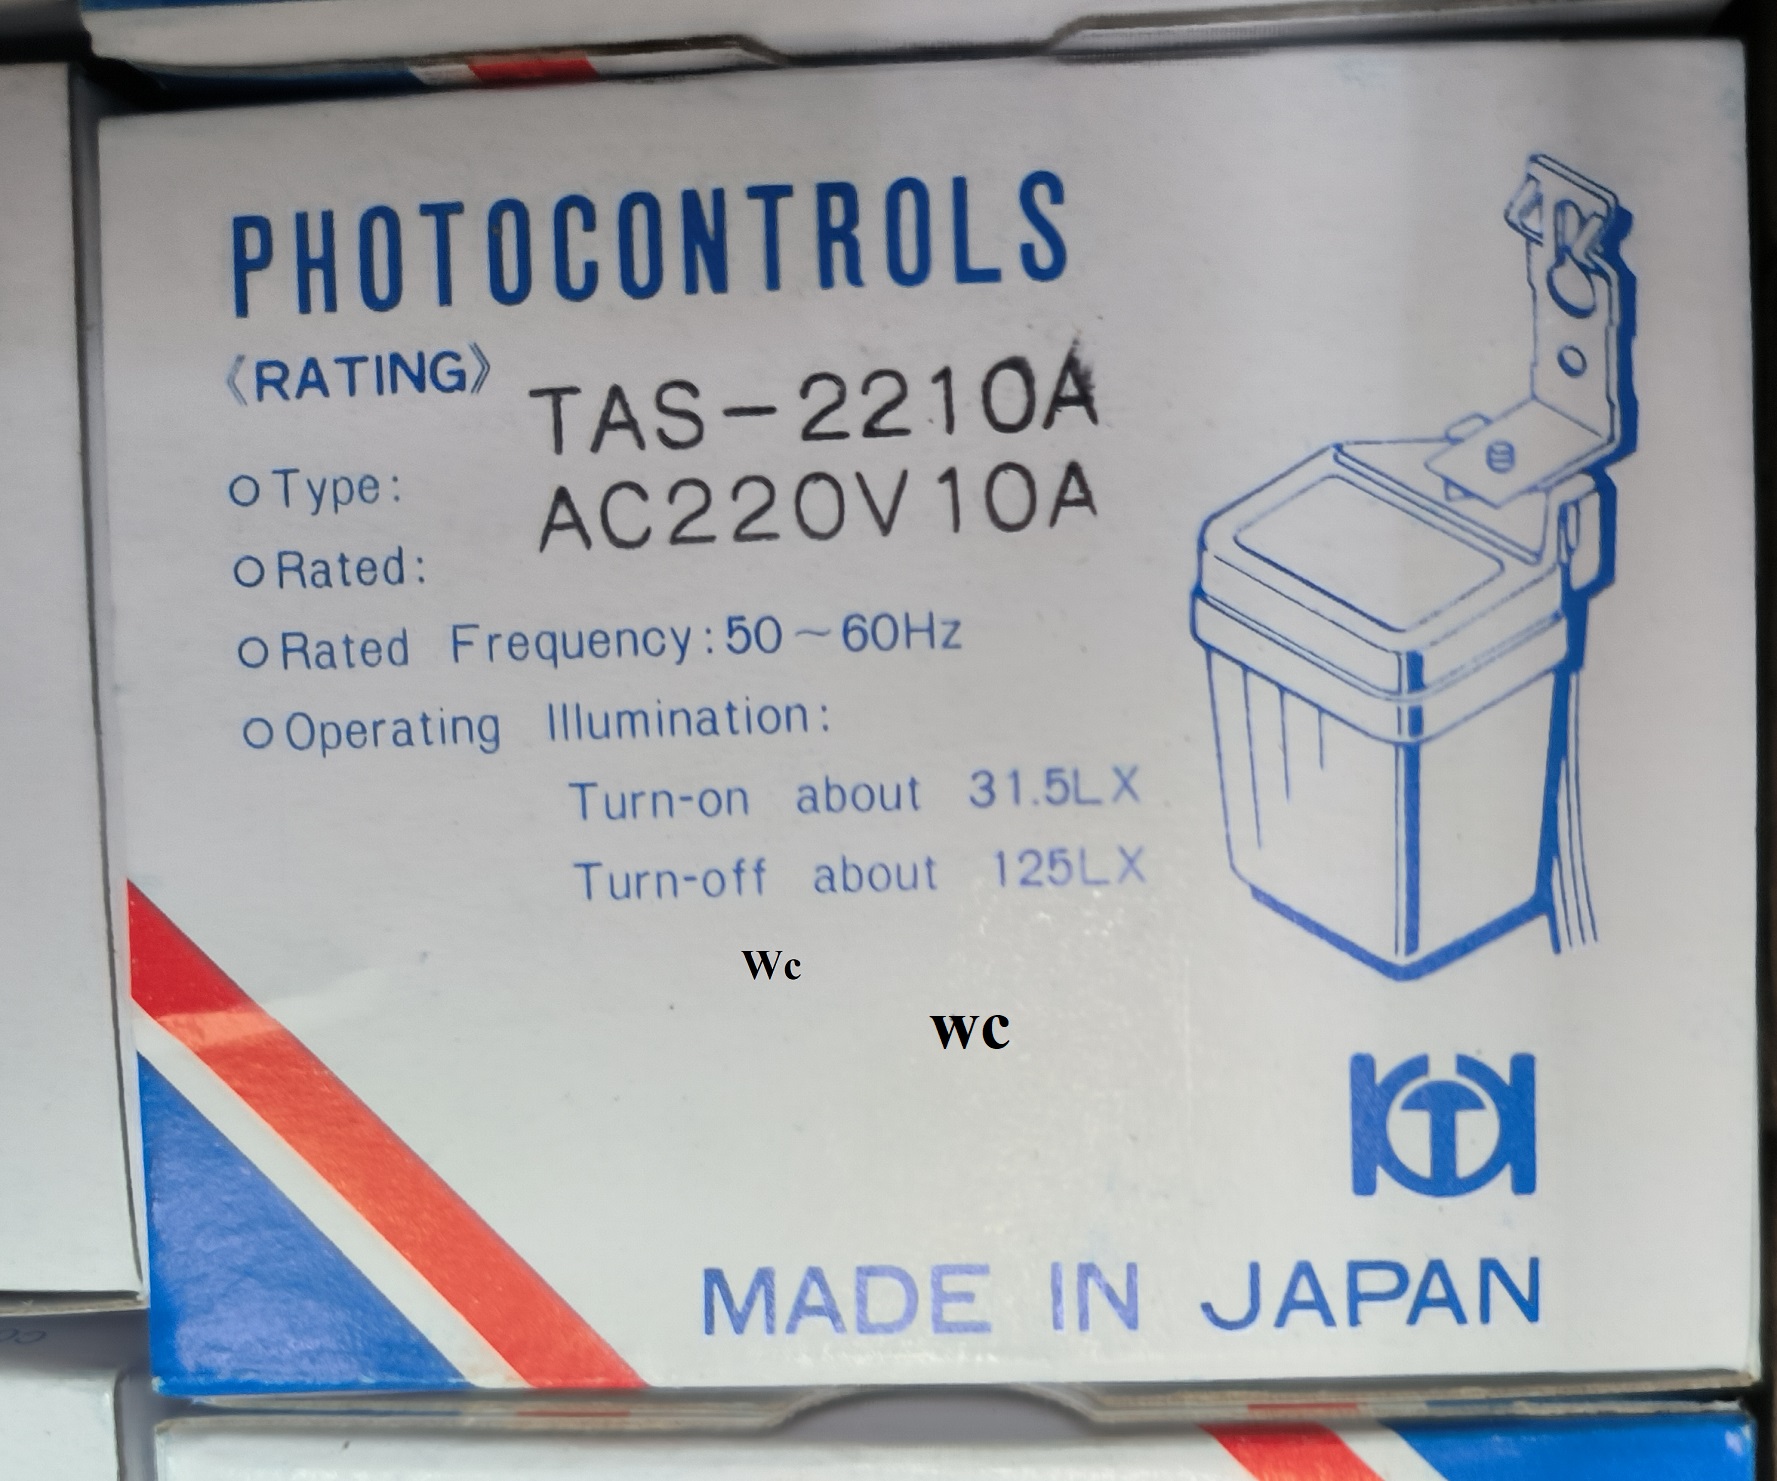 PHOTOCONTROLS
《RATING》
TAS-2210A
○Type:
AC220V10A
○Rated:
○Rated Frequency:50~60Hz
○Operating Illumination:
Turn-on about 31.5LX
Turn-off about 125LX
Wc
wc
MADE IN JAPAN